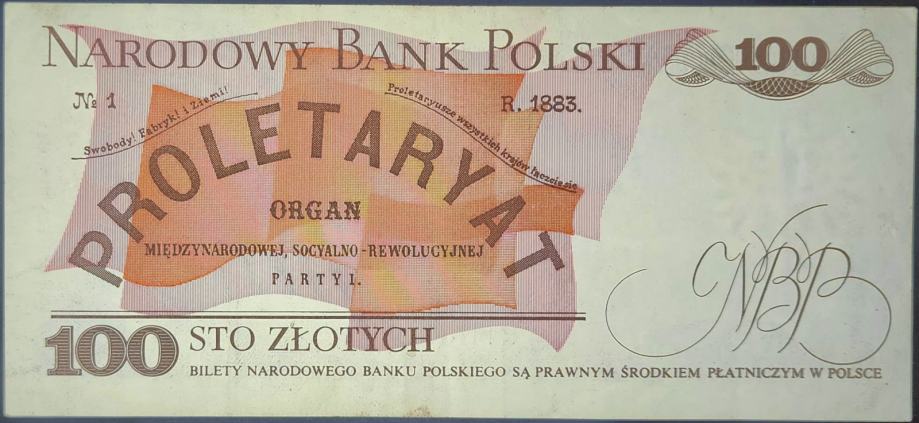 NARODOWY BANK POLSKI
100
№ 1
R. 1883.
Swobody! Fabryk! i Ziemi!
Proletaryusze wszystkich krajów łączcie się
PROLETARYAT
ORGAN
MIĘDZYNARODOWEJ, SOCYALNO-REWOLUCYJNEJ
PARTYI.
NBP
100 STO ZŁOTYCH
BILETY NARODOWEGO BANKU POLSKIEGO SĄ PRAWNYM ŚRODKIEM PŁATNICZYM W POLSCE